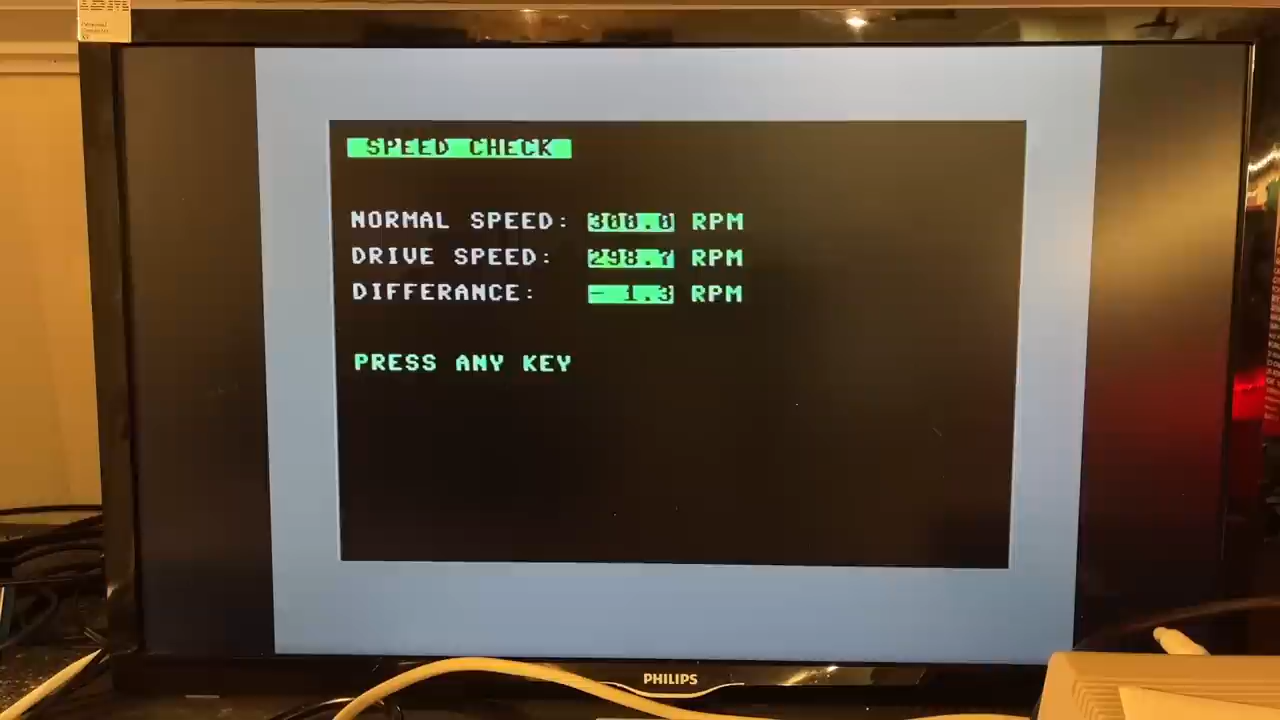 SPEED CHECK
NORMAL SPEED: 300.0 RPM
DRIVE SPEED: 298.7 RPM
DIFFERANCE: - 1.3 RPM
PRESS ANY KEY
PHILIPS